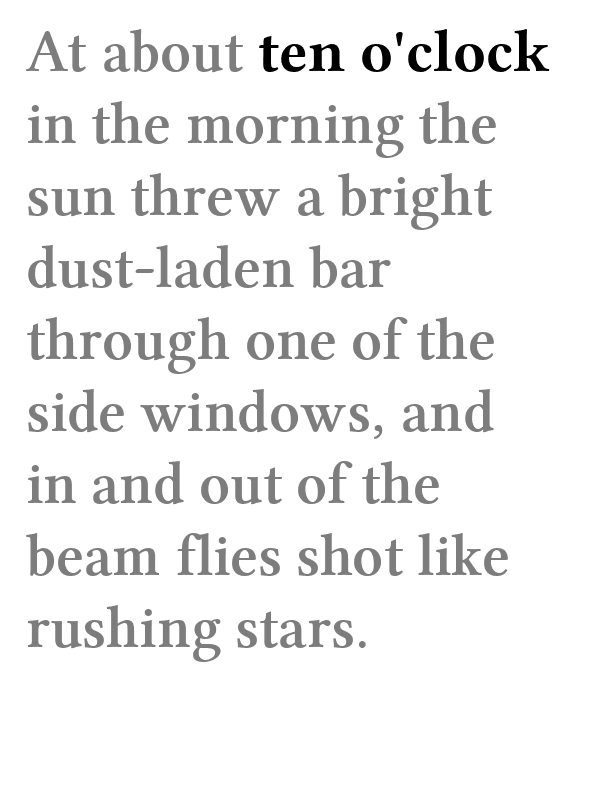 At about ten o'clock
in the morning the
sun threw a bright
dust-laden bar
through one of the
side windows, and
in and out of the
beam flies shot like
rushing stars.